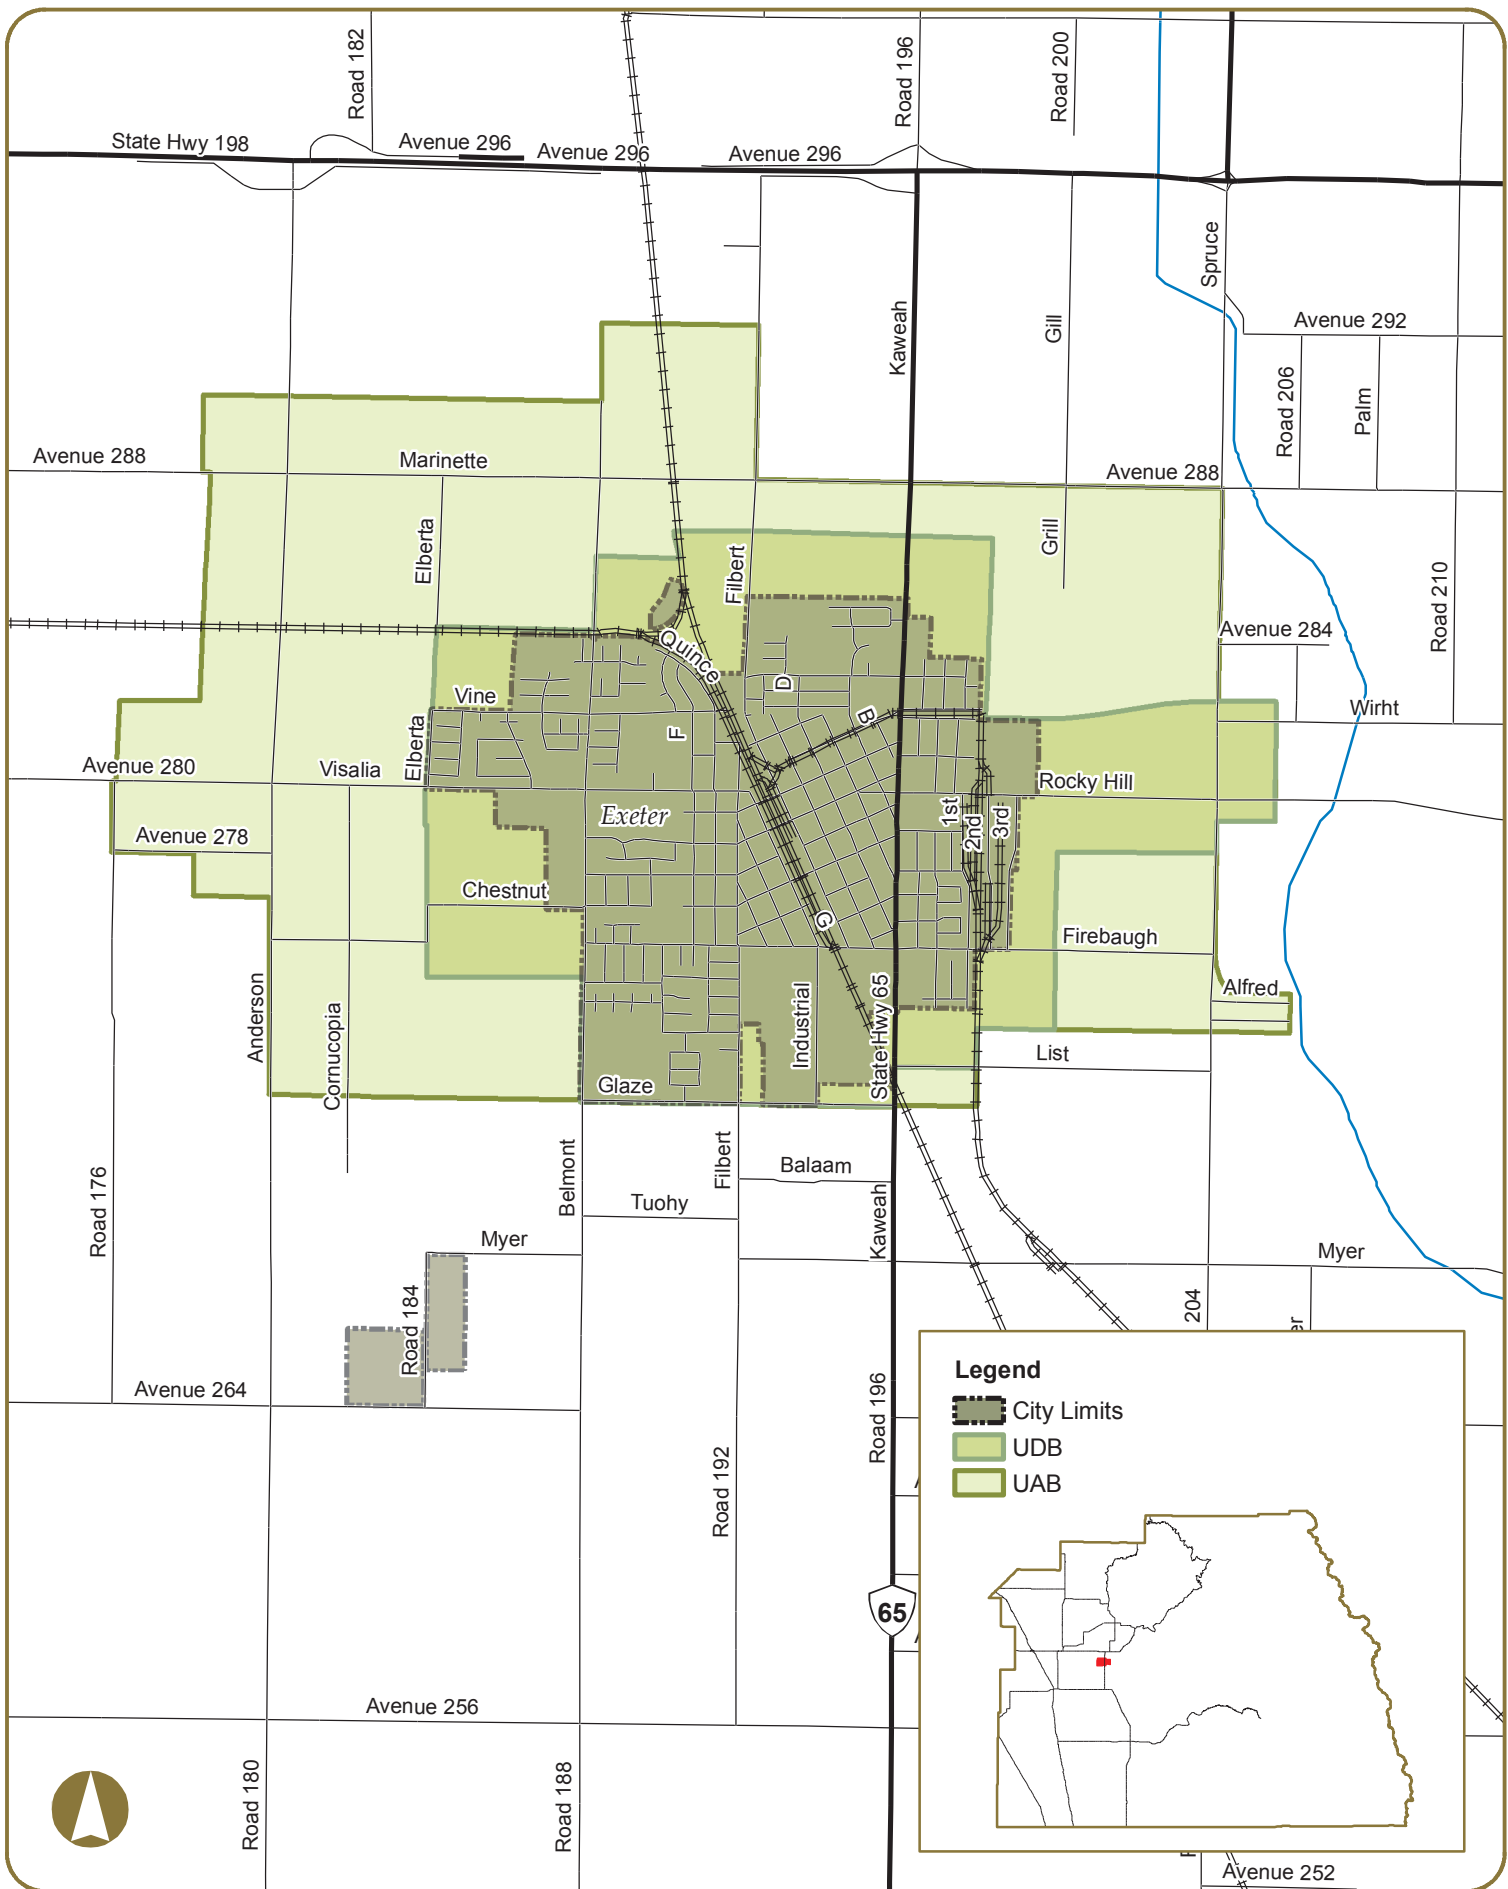 Road 182
Road 196
Road 200
State Hwy 198
Avenue 296
Avenue 296
Avenue 296
Spruce
Kaweah
Gill
Avenue 292
Road 206
Palm
Avenue 288
Marinette
Avenue 288
Elberta
Filbert
Grill
Road 210
Avenue 284
Quince
Vine
D
B
Wirht
Elberta
F
Avenue 280
Visalia
Rocky Hill
Exeter
1st
2nd
3rd
Avenue 278
Chestnut
G
Firebaugh
Anderson
Cornucopia
Industrial
State Hwy 65
Alfred
List
Glaze
Belmont
Filbert
Balaam
Road 176
Tuohy
Kaweah
Myer
Myer
Road 184
204
er
Avenue 264
Road 196
Road 192
Legend
City Limits
UDB
UAB
65
Avenue 256
Road 180
Road 188
Avenue 252